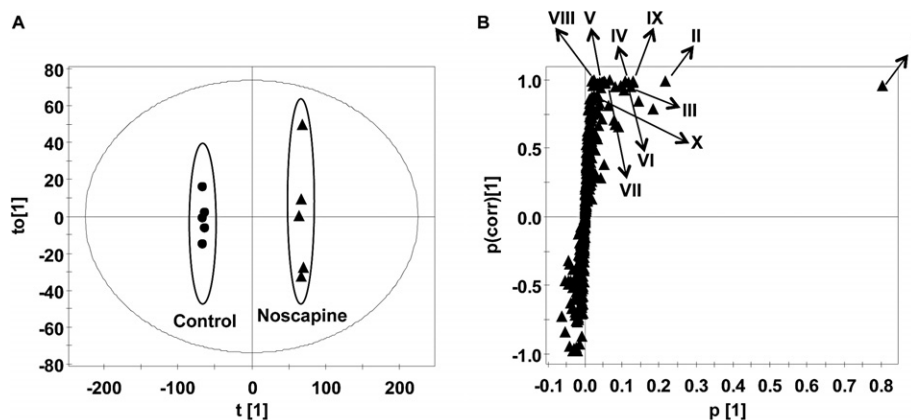 A
80
60
40
20
0
-20
-40
-60
-80
to[1]
Control
Noscapine
-200
-100
0
100
200
t [1]
B
VIII
V
IV
IX
II
III
X
VI
VII
1.0
0.5
0.0
-0.5
-1.0
p(corr)[1]
-0.1
0.0
0.1
0.2
0.3
0.4
0.5
0.6
0.7
0.8
p [1]